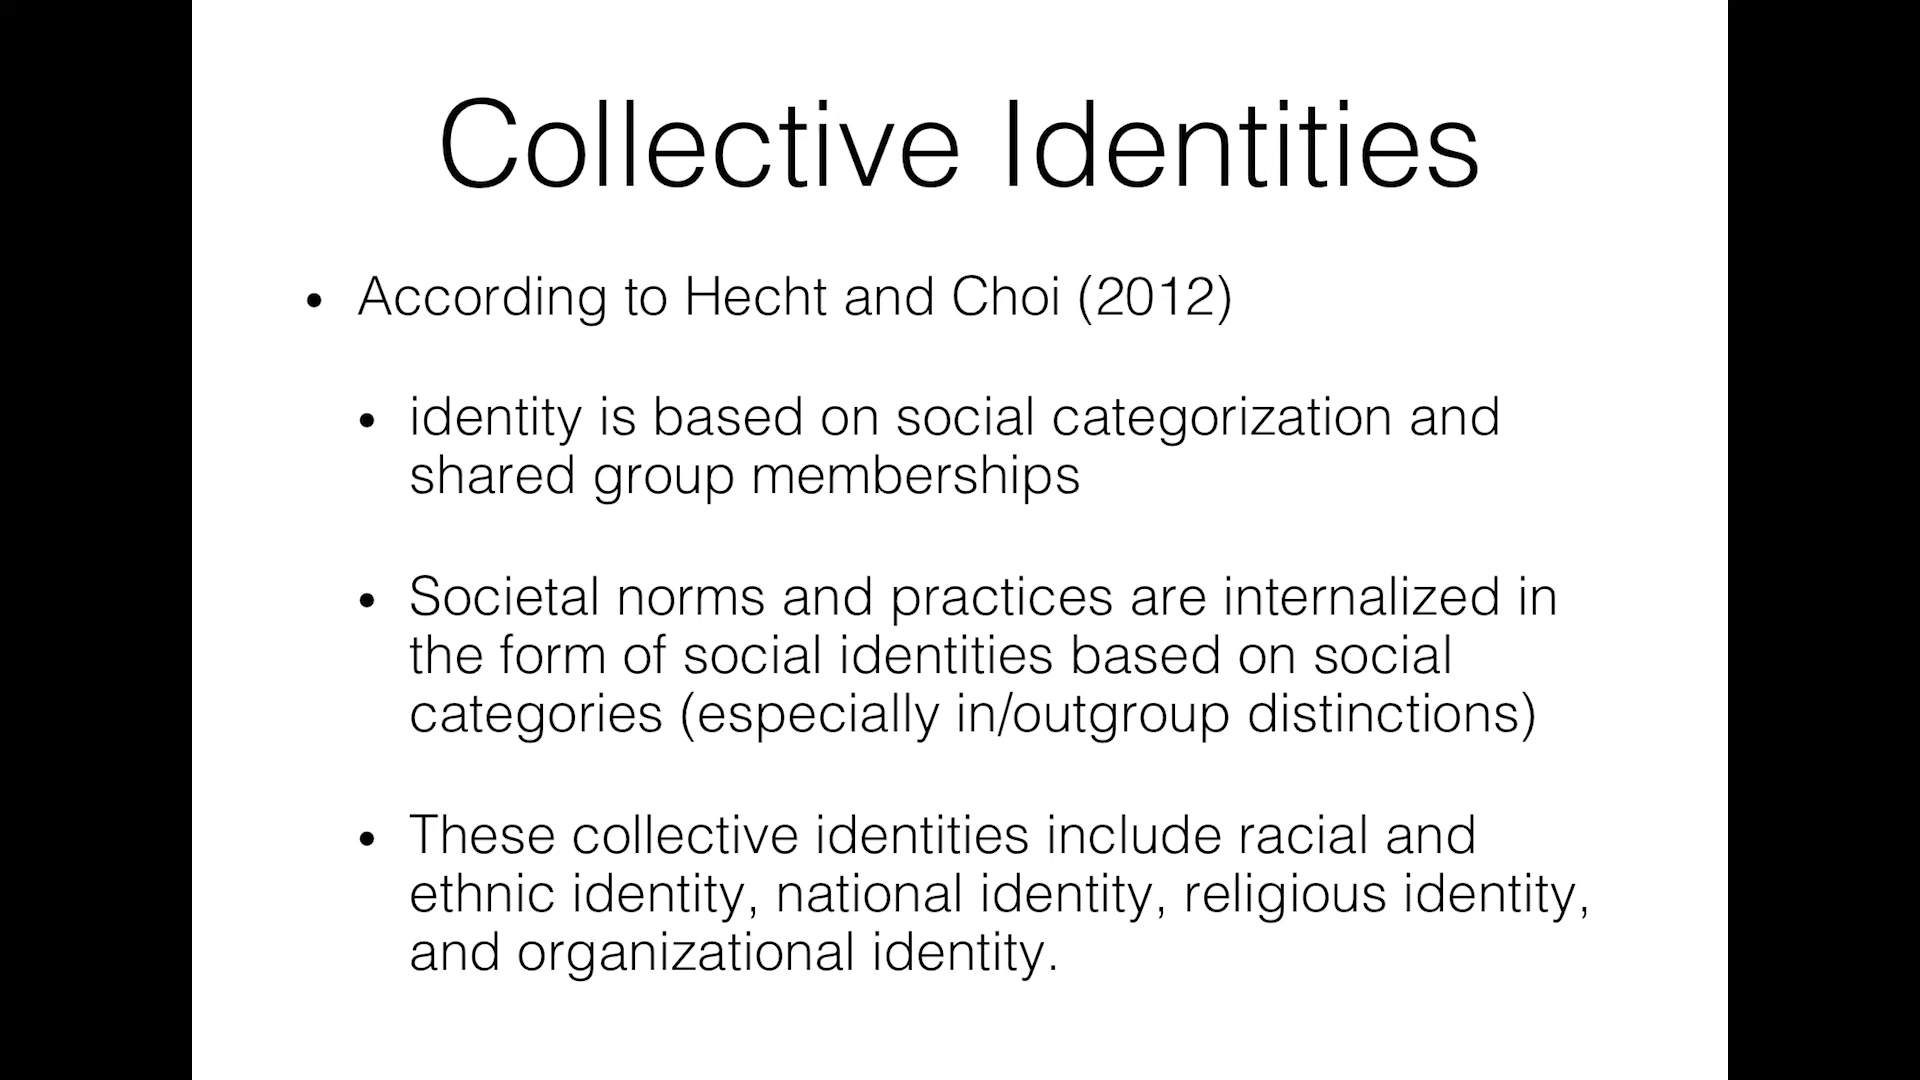 Collective Identities
• According to Hecht and Choi (2012)
• identity is based on social categorization and
shared group memberships
• Societal norms and practices are internalized in
the form of social identities based on social
categories (especially in/outgroup distinctions)
• These collective identities include racial and
ethnic identity, national identity, religious identity,
and organizational identity.